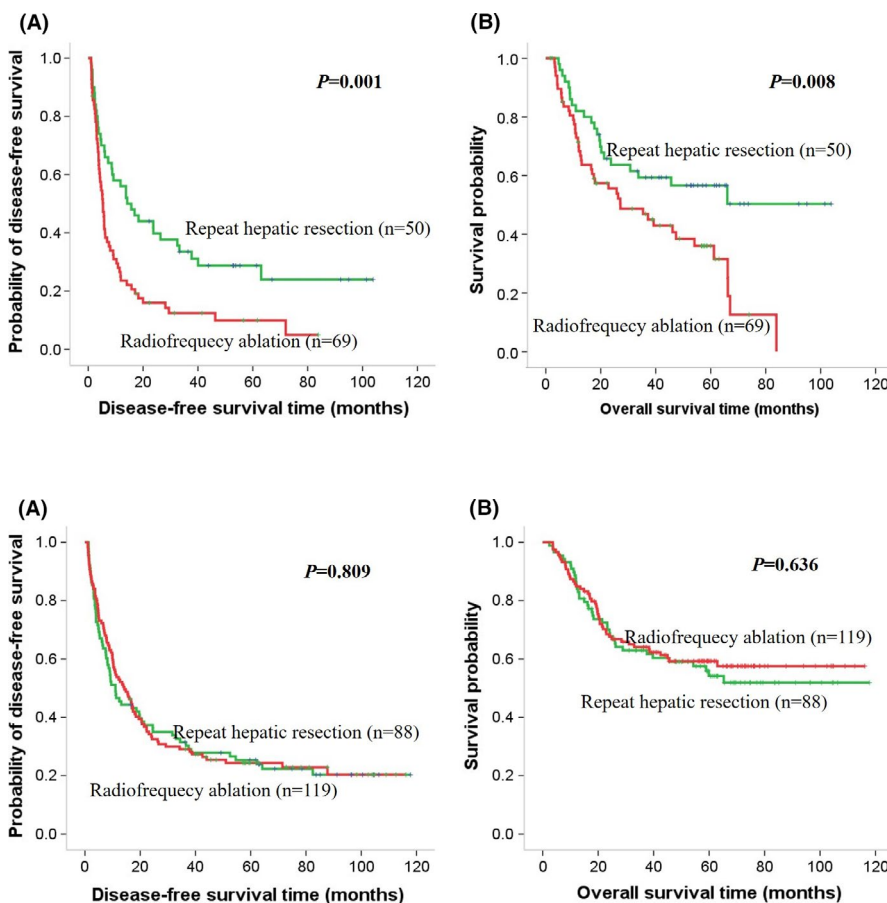 (A)
Probability of disease-free survival
1.0
0.8
0.6
0.4
0.2
0.0
P=0.001
Repeat hepatic resection (n=50)
Radiofrequecy ablation (n=69)
0 20 40 60 80 100 120
Disease-free survival time (months)
(B)
Survival probability
1.0
0.8
0.6
0.4
0.2
0.0
P=0.008
Repeat hepatic resection (n=50)
Radiofrequecy ablation (n=69)
0 20 40 60 80 100 120
Overall survival time (months)
(A)
Probability of disease-free survival
1.0
0.8
0.6
0.4
0.2
0.0
P=0.809
Repeat hepatic resection (n=88)
Radiofrequecy ablation (n=119)
0 20 40 60 80 100 120
Disease-free survival time (months)
(B)
Survival probability
1.0
0.8
0.6
0.4
0.2
0.0
P=0.636
Radiofrequecy ablation (n=119)
Repeat hepatic resection (n=88)
0 20 40 60 80 100 120
Overall survival time (months)